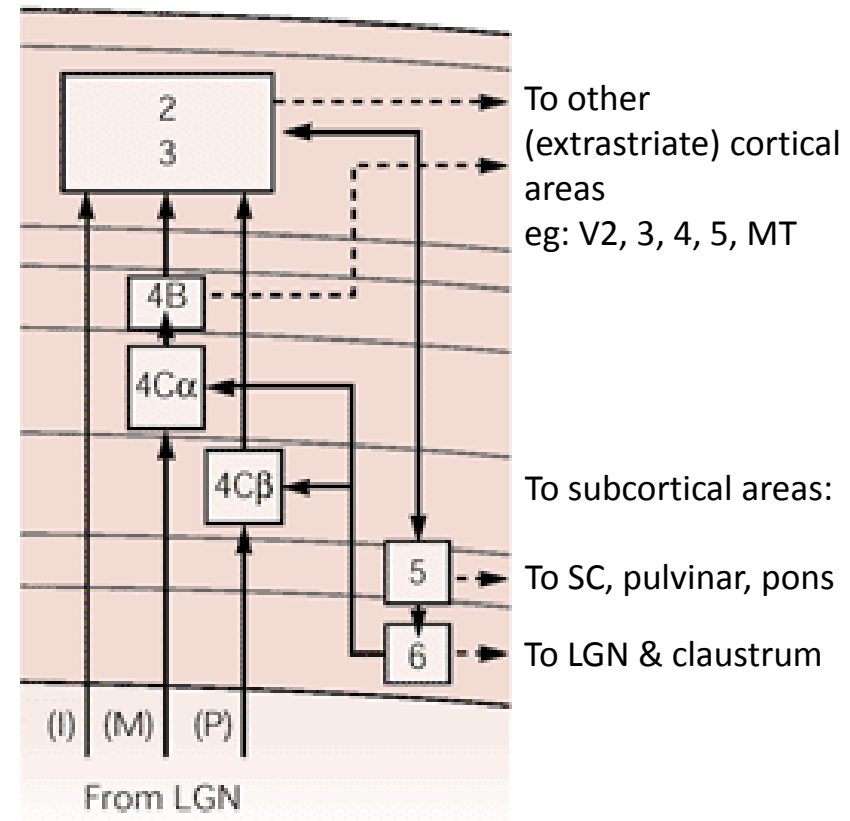 2
3
4B
4Cα
4Cβ
5
6
(I) (M) (P)
From LGN
To other
(extrastriate) cortical
areas
eg: V2, 3, 4, 5, MT
To subcortical areas:
To SC, pulvinar, pons
To LGN & claustrum